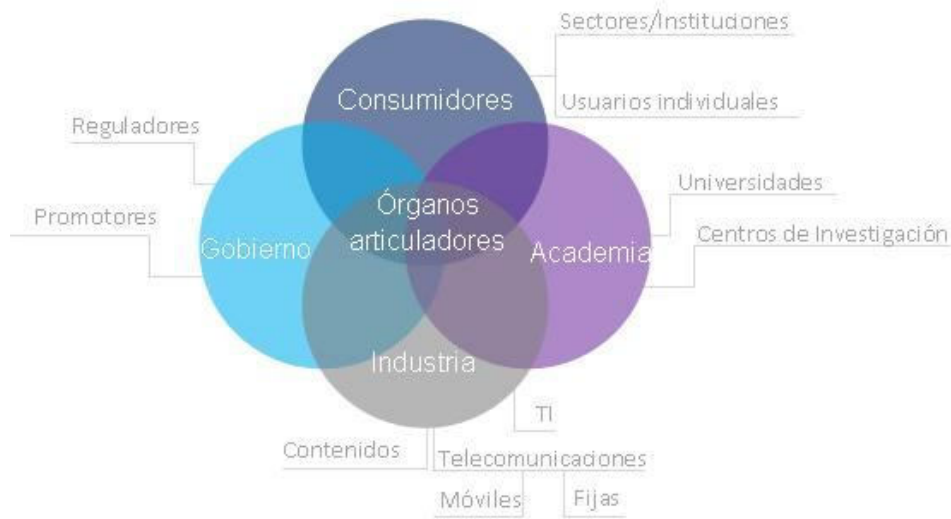 Sectores/Instituciones
Consumidores
Usuarios individuales
Reguladores
Universidades
Promotores
Órganos
articuladores
Gobierno
Academia
Centros de Investigación
Industria
TI
Contenidos
Telecomunicaciones
Móviles
Fijas